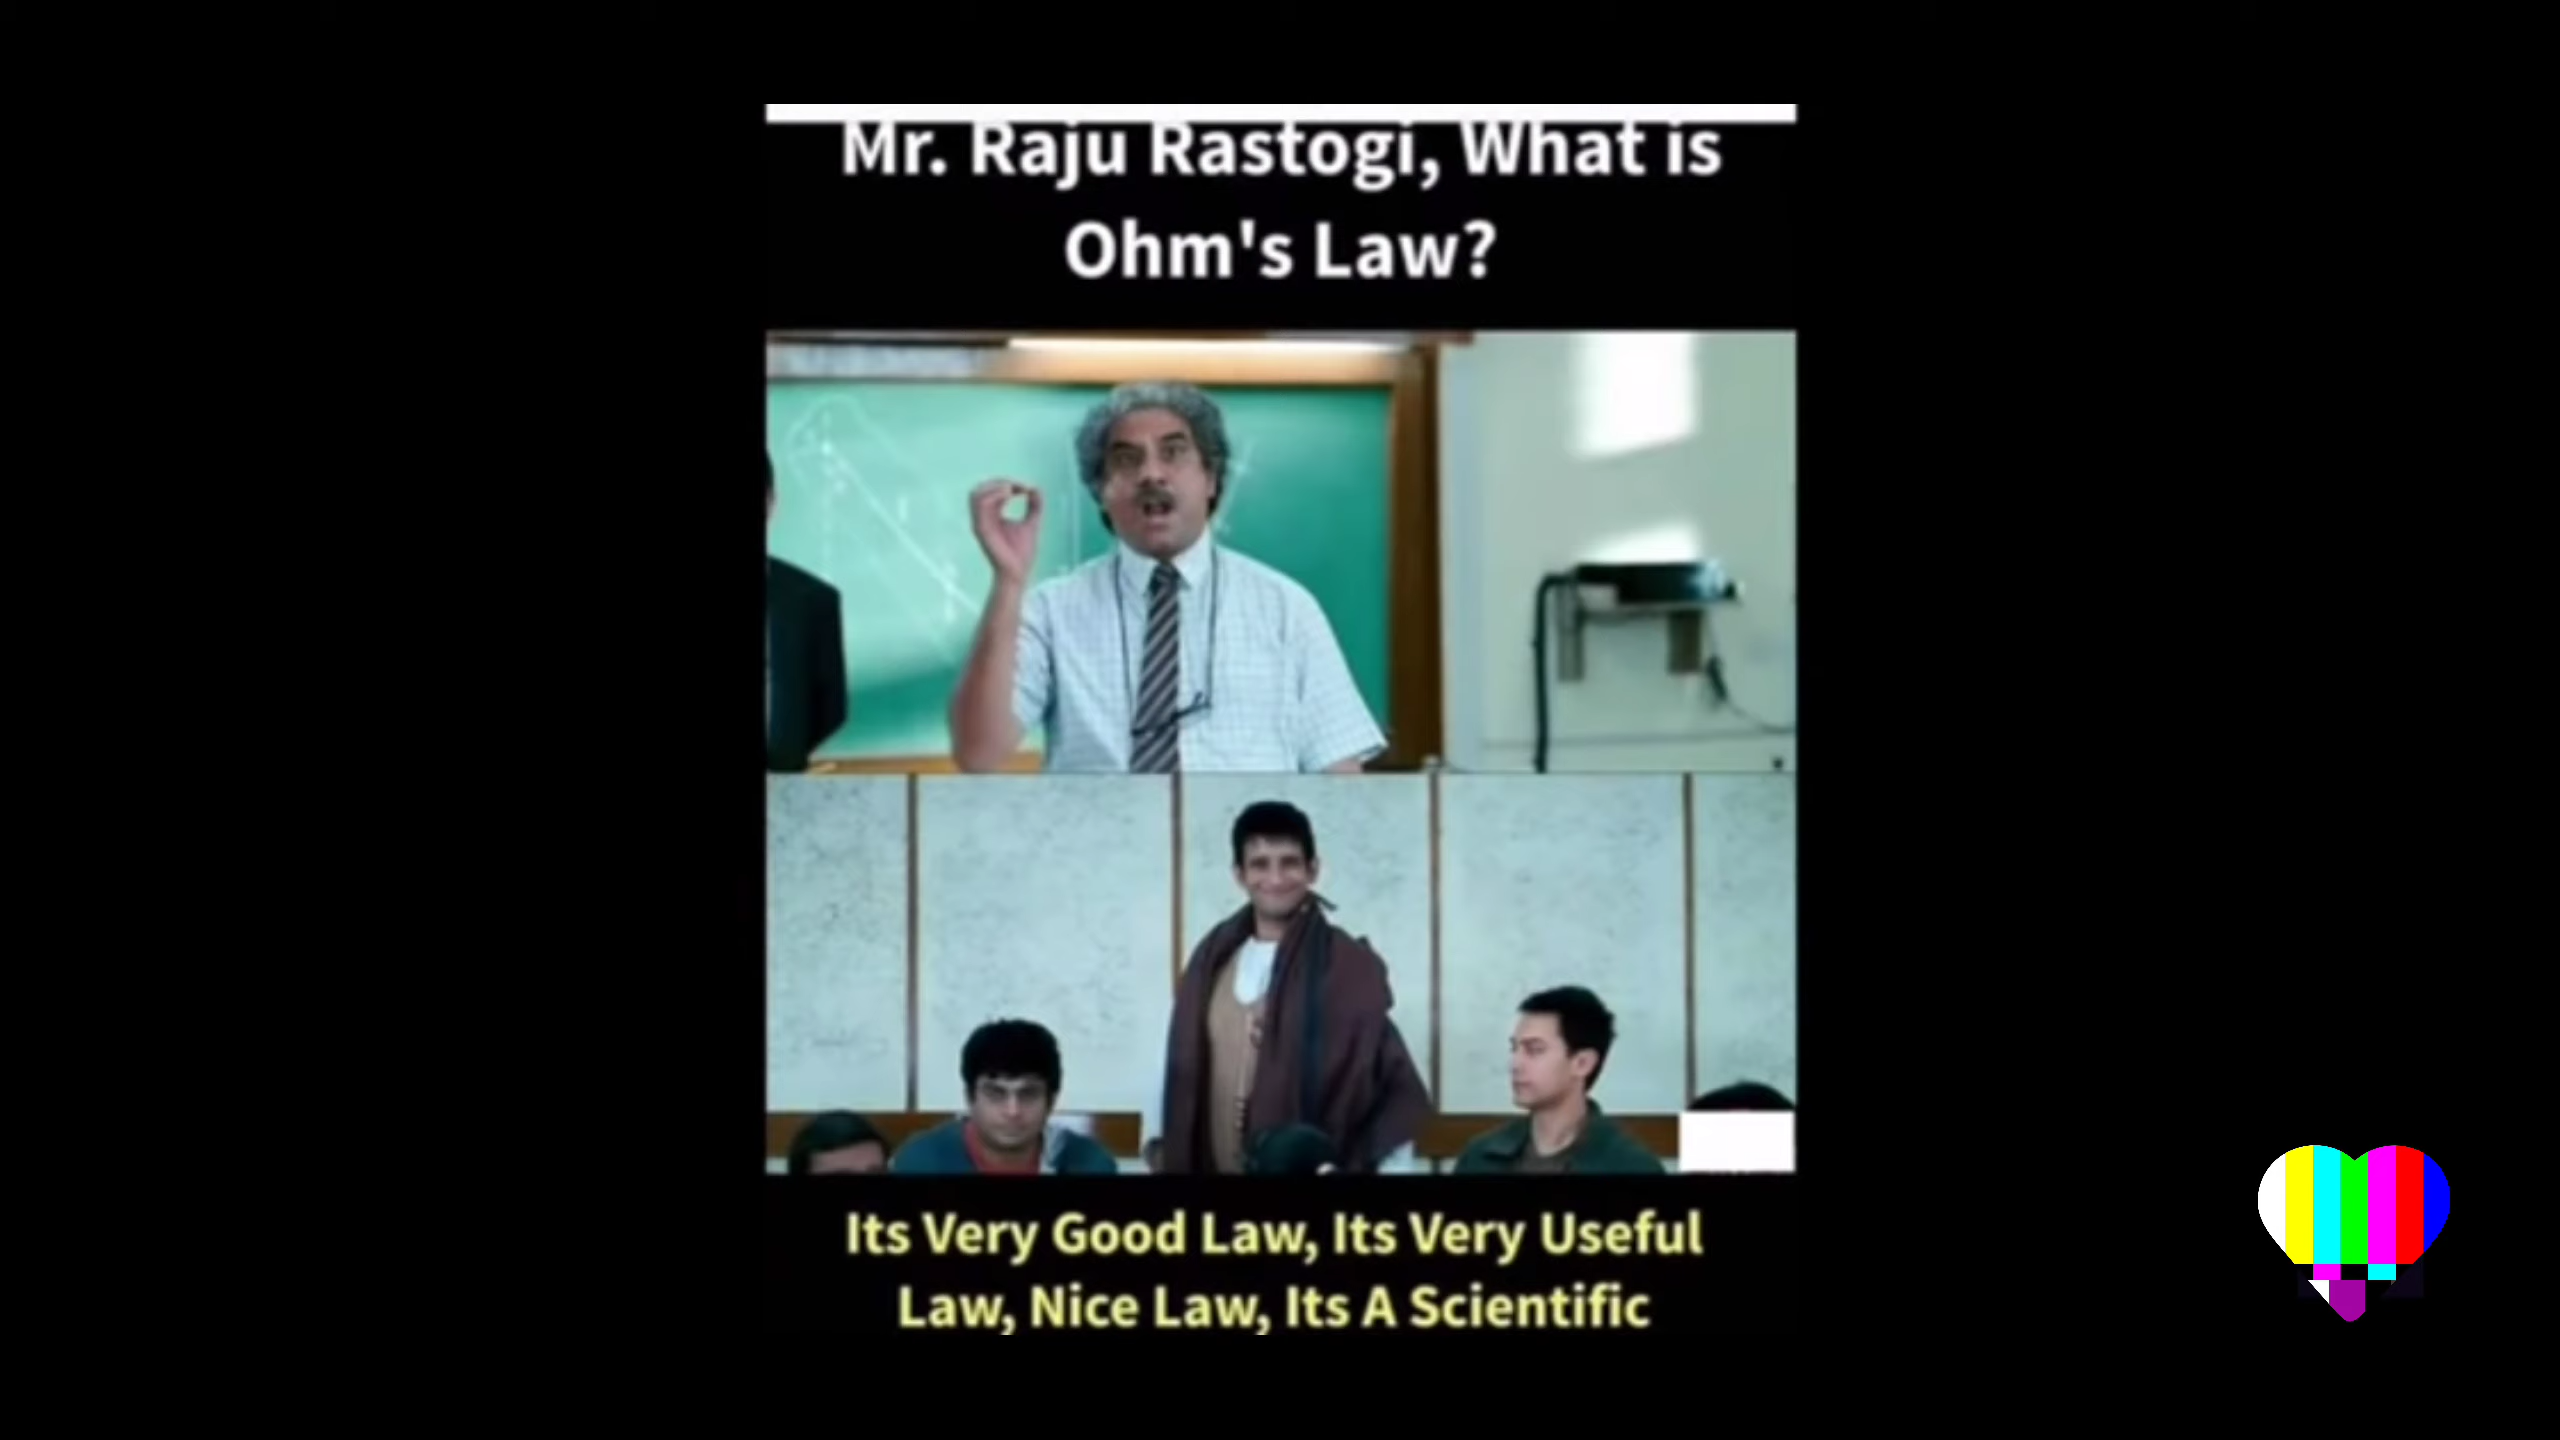 Mr. Raju Rastogi, What is
Ohm's Law?
Its Very Good Law, Its Very Useful
Law, Nice Law, Its A Scientific